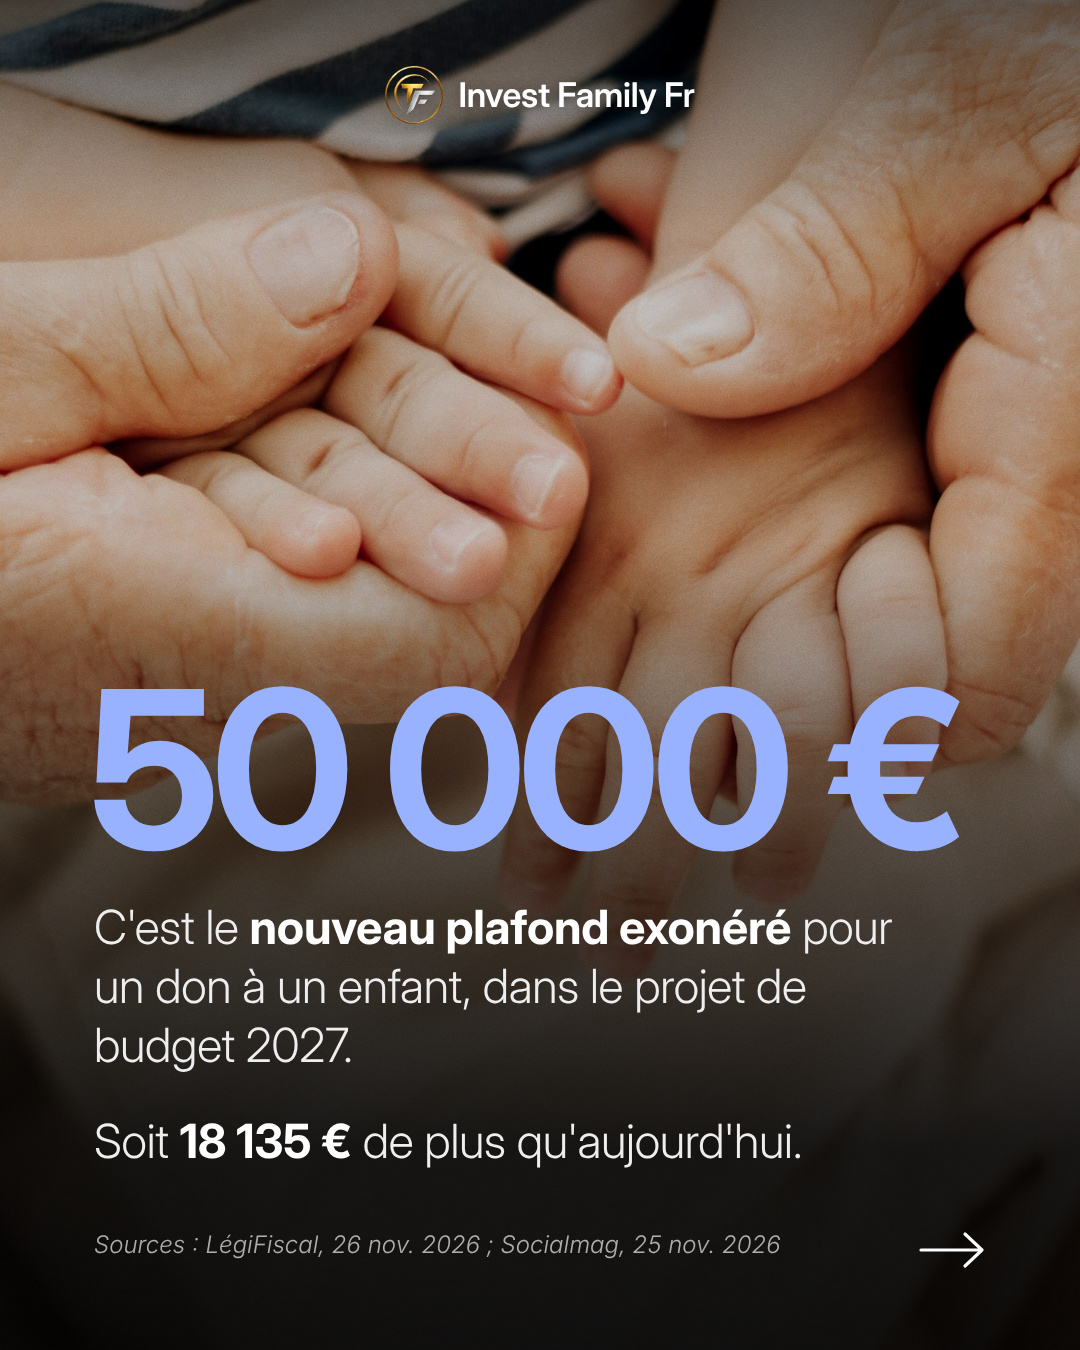 TF Invest Family Fr
50 000 €
C'est le nouveau plafond exonéré pour
un don à un enfant, dans le projet de
budget 2027.
Soit 18 135 € de plus qu'aujourd'hui.
Sources : LégiFiscal, 26 nov. 2026 ; Socialmag, 25 nov. 2026